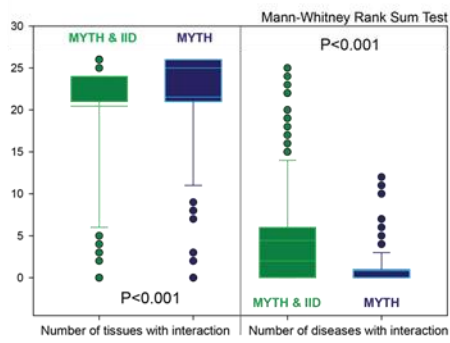 Mann-Whitney Rank Sum Test
30
25
20
15
10
5
0
MYTH & IID MYTH
P<0.001
P<0.001
MYTH & IID MYTH
Number of tissues with interaction
Number of diseases with interaction